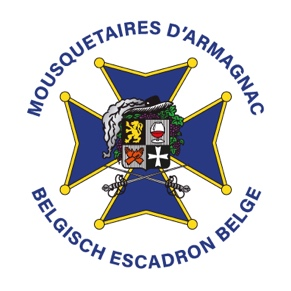 MOUSQUETAIRES D'ARMAGNAC
BELGISCH ESCADRON BELGE